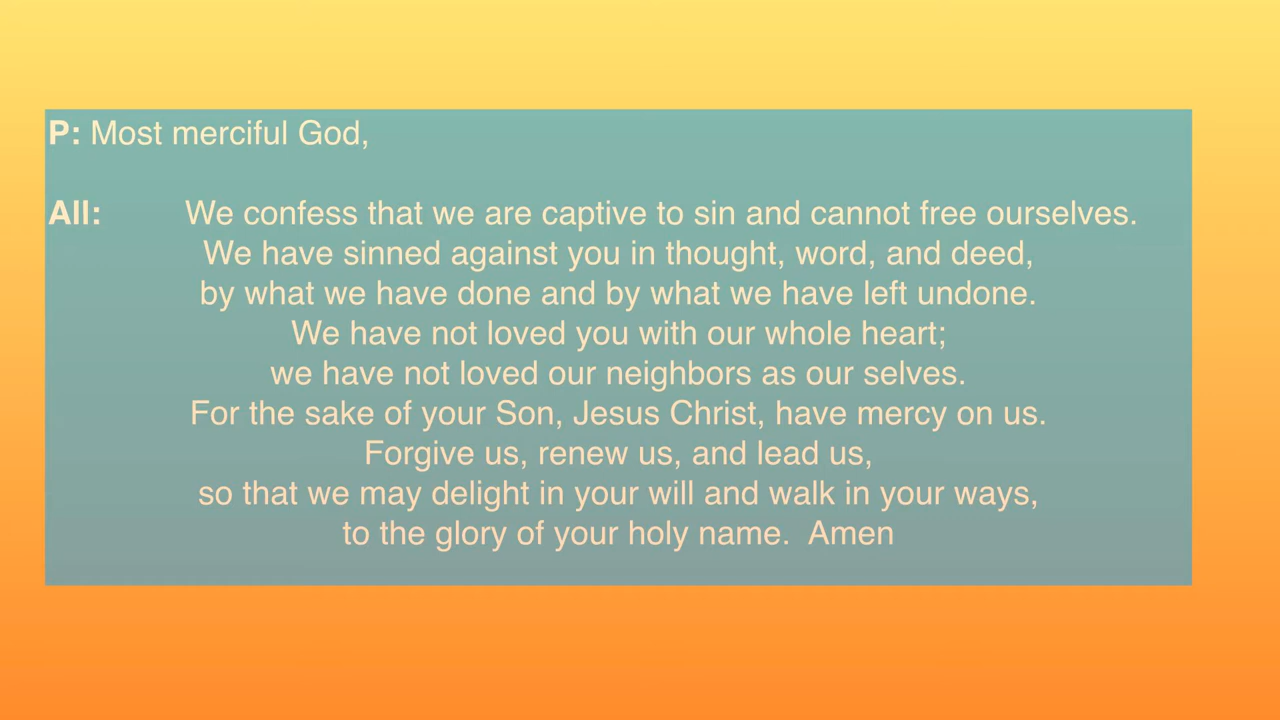 P: Most merciful God,
All: We confess that we are captive to sin and cannot free ourselves.
We have sinned against you in thought, word, and deed,
by what we have done and by what we have left undone.
We have not loved you with our whole heart;
we have not loved our neighbors as our selves.
For the sake of your Son, Jesus Christ, have mercy on us.
Forgive us, renew us, and lead us,
so that we may delight in your will and walk in your ways,
to the glory of your holy name.  Amen